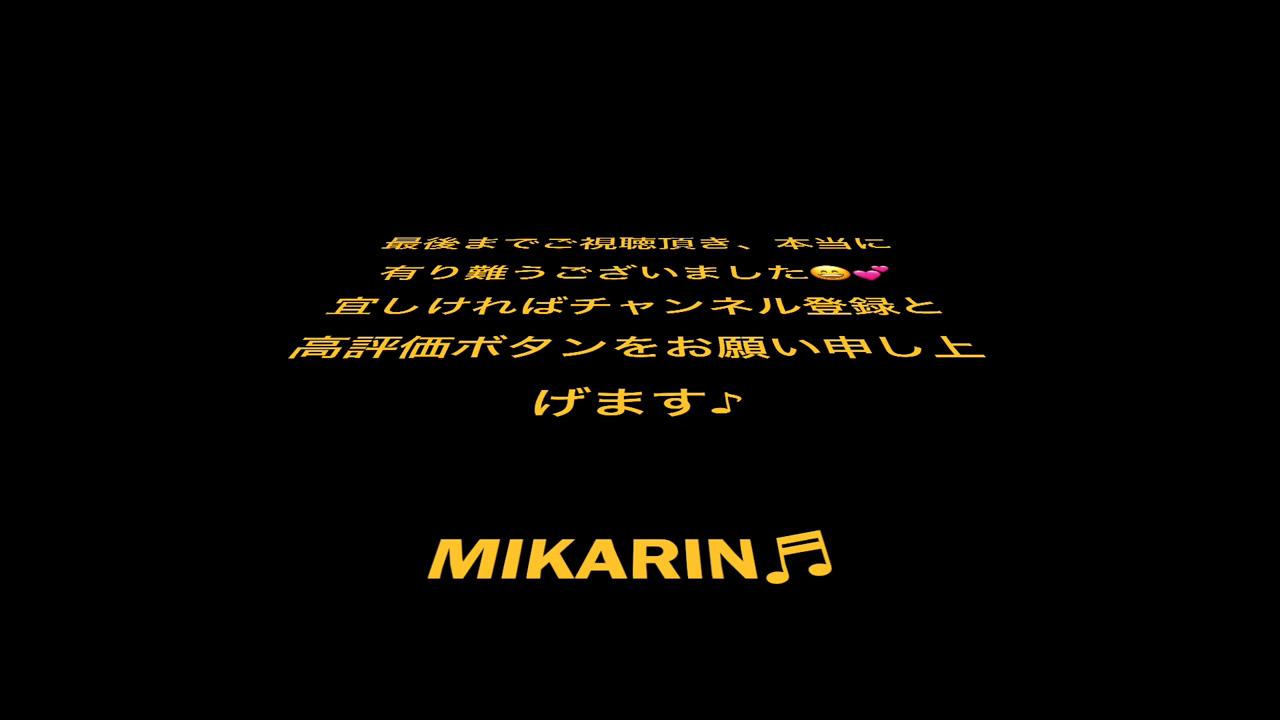 最後までご視聴頂き、本当に
有り難うございました😄💕
宜しければチャンネル登録と
高評価ボタンをお願い申し上
げます♪
MIKARIN🎵